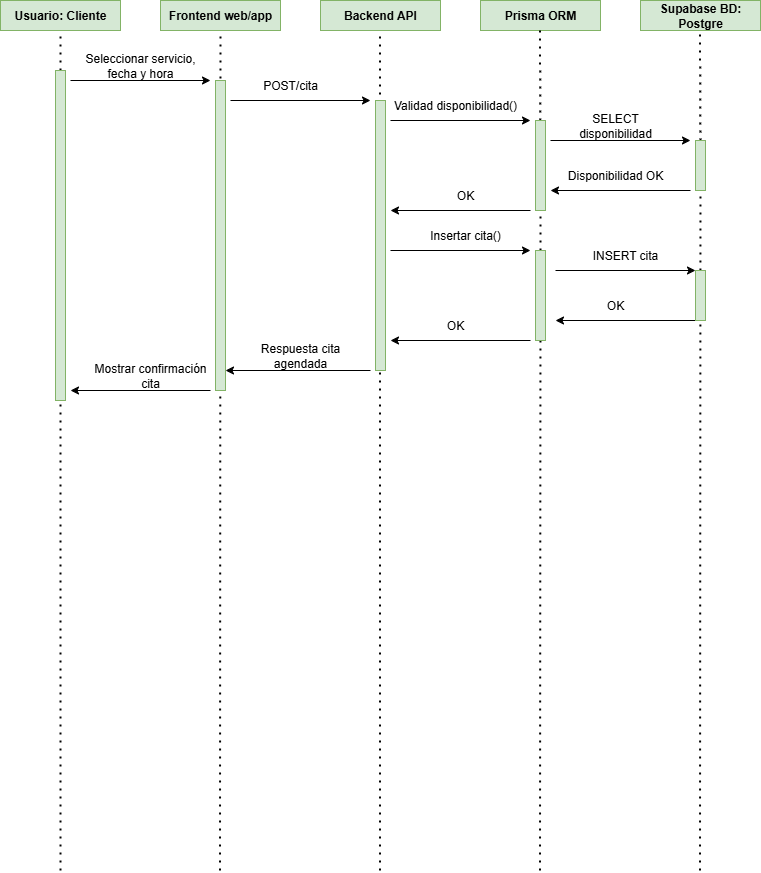 Usuario: Cliente
Frontend web/app
Backend API
Prisma ORM
Supabase BD:
Postgre
Seleccionar servicio,
fecha y hora
POST/cita
Validad disponibilidad()
SELECT
disponibilidad
Disponibilidad OK
OK
Insertar cita()
INSERT cita
OK
OK
Respuesta cita
agendada
Mostrar confirmación
cita